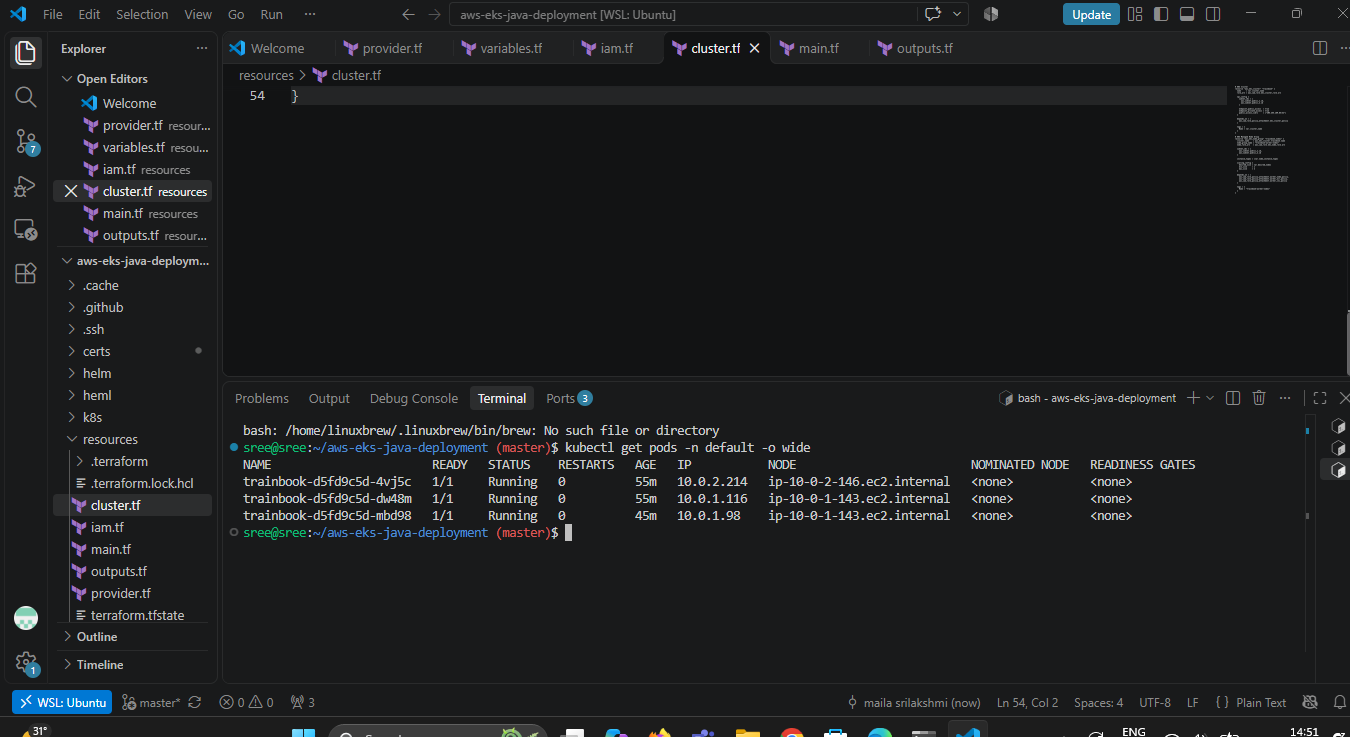 File Edit Selection View Go Run ··· aws-eks-java-deployment [WSL: Ubuntu] Update
Explorer ···
Welcome provider.tf variables.tf iam.tf cluster.tf main.tf outputs.tf
resources > cluster.tf
54 }
Open Editors
Welcome
provider.tf resour...
variables.tf resou...
iam.tf resources
cluster.tf resources
main.tf resources
outputs.tf resour...
aws-eks-java-deploym...
.cache
.github
.ssh
certs
helm
heml
k8s
resources
.terraform
.terraform.lock.hcl
cluster.tf
iam.tf
main.tf
outputs.tf
provider.tf
terraform.tfstate
Outline
Timeline
7
1
Problems Output Debug Console Terminal Ports 3 bash - aws-eks-java-deployment
bash: /home/linuxbrew/.linuxbrew/bin/brew: No such file or directory
sree@sree:~/aws-eks-java-deployment (master)$ kubectl get pods -n default -o wide
NAME READY STATUS RESTARTS AGE IP NODE NOMINATED NODE READINESS GATES
trainbook-d5fd9c5d-4vj5c 1/1 Running 0 55m 10.0.2.214 ip-10-0-2-146.ec2.internal <none> <none>
trainbook-d5fd9c5d-dw48m 1/1 Running 0 55m 10.0.1.116 ip-10-0-1-143.ec2.internal <none> <none>
trainbook-d5fd9c5d-mbd98 1/1 Running 0 45m 10.0.1.98 ip-10-0-1-143.ec2.internal <none> <none>
sree@sree:~/aws-eks-java-deployment (master)$
WSL: Ubuntu master* 0 0 3 maila srilakshmi (now) Ln 54, Col 2 Spaces: 4 UTF-8 LF { } Plain Text
31° ENG 14:51